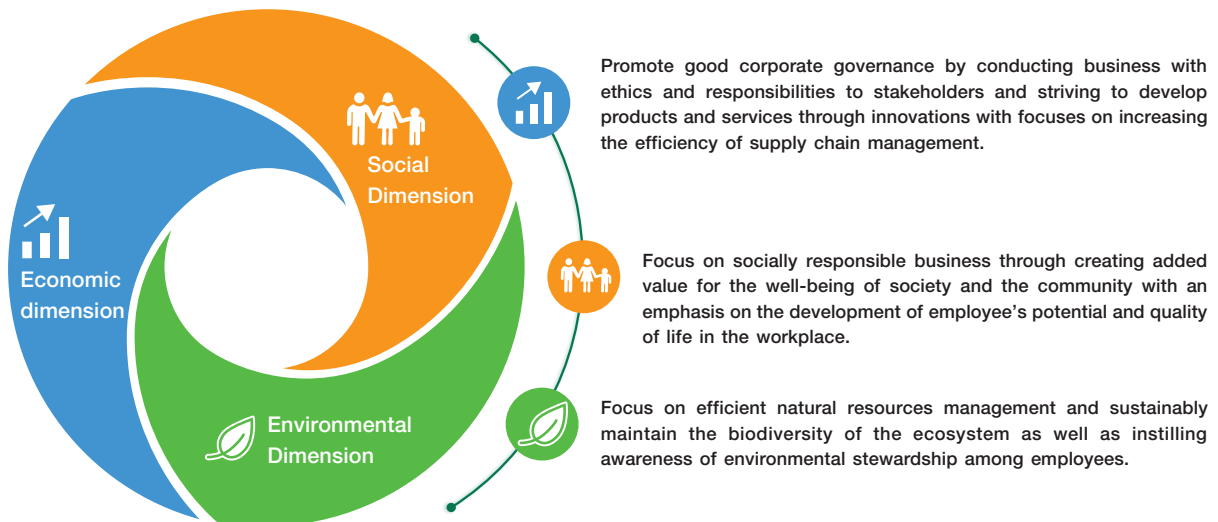 Social
Dimension
Economic
dimension
Environmental
Dimension
Promote good corporate governance by conducting business with
ethics and responsibilities to stakeholders and striving to develop
products and services through innovations with focuses on increasing
the efficiency of supply chain management.
Focus on socially responsible business through creating added
value for the well-being of society and the community with an
emphasis on the development of employee’s potential and quality
of life in the workplace.
Focus on efficient natural resources management and sustainably
maintain the biodiversity of the ecosystem as well as instilling
awareness of environmental stewardship among employees.